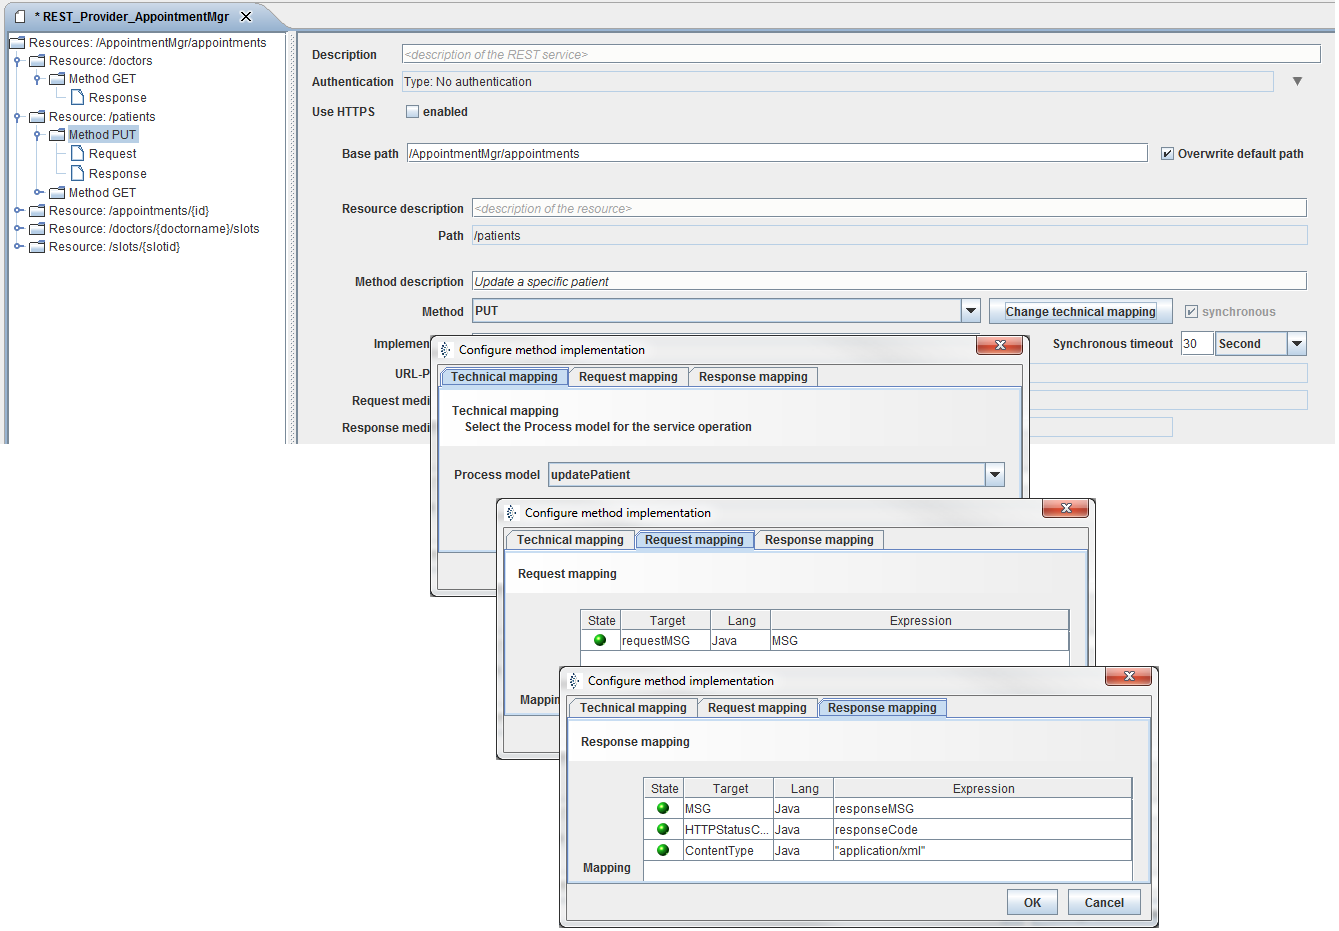 * REST_Provider_AppointmentMgr
Resources: /AppointmentMgr/appointments
Resource: /doctors
Method GET
Response
Resource: /patients
Method PUT
Request
Response
Method GET
Resource: /appointments/{id}
Resource: /doctors/{doctorname}/slots
Resource: /slots/{slotid}
Description <description of the REST service>
Authentication Type: No authentication
Use HTTPS enabled
Base path /AppointmentMgr/appointments Overwrite default path
Resource description <description of the resource>
Path /patients
Method description Update a specific patient
Method PUT Change technical mapping synchronous
Implemen Synchronous timeout 30 Second
URL-P
Request medi
Response medi
Configure method implementation
Technical mapping Request mapping Response mapping
Technical mapping
Select the Process model for the service operation
Process model updatePatient
Configure method implementation
Technical mapping Request mapping Response mapping
Request mapping
State Target Lang Expression
requestMSG Java MSG
Mappin
Configure method implementation
Technical mapping Request mapping Response mapping
Response mapping
State Target Lang Expression
MSG Java responseMSG
HTTPStatusC... Java responseCode
ContentType Java "application/xml"
Mapping
OK Cancel